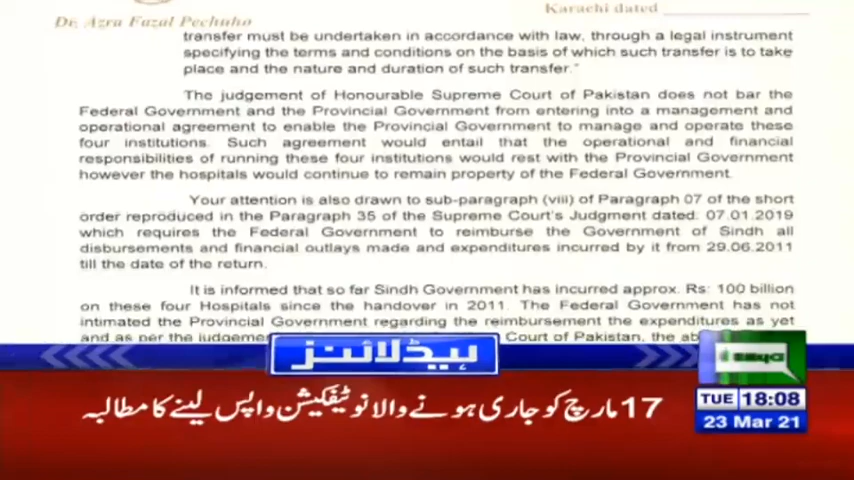 Dr. Azra Fazal Pechuho
Karachi dated
transfer must be undertaken in accordance with law, through a legal instrument
specifying the terms and conditions on the basis of which such transfer is to take
place and the nature and duration of such transfer."
The judgement of Honourable Supreme Court of Pakistan does not bar the
Federal Government and the Provincial Government from entering into a management and
operational agreement to enable the Provincial Government to manage and operate these
four institutions. Such agreement would entail that the operational and financial
responsibilities of running these four institutions would rest with the Provincial Government
however the hospitals would continue to remain property of the Federal Government.
Your attention is also drawn to sub-paragraph (viii) of Paragraph 07 of the short
order reproduced in the Paragraph 35 of the Supreme Court's Judgment dated: 07.01.2019
which requires the Federal Government to reimburse the Government of Sindh all
disbursements and financial outlays made and expenditures incurred by it from 29.06.2011
till the date of the return.
It is informed that so far Sindh Government has incurred approx. Rs: 100 billion
on these four Hospitals since the handover in 2011. The Federal Government has not
intimated the Provincial Government regarding the reimbursement the expenditures as yet
and as per the judgement Court of Pakistan, the
ہیڈلائنز
17 مارچ کو جاری ہونے والا نوٹیفکیشن واپس لینے کا مطالبہ
TUE 18:08
23 Mar 21